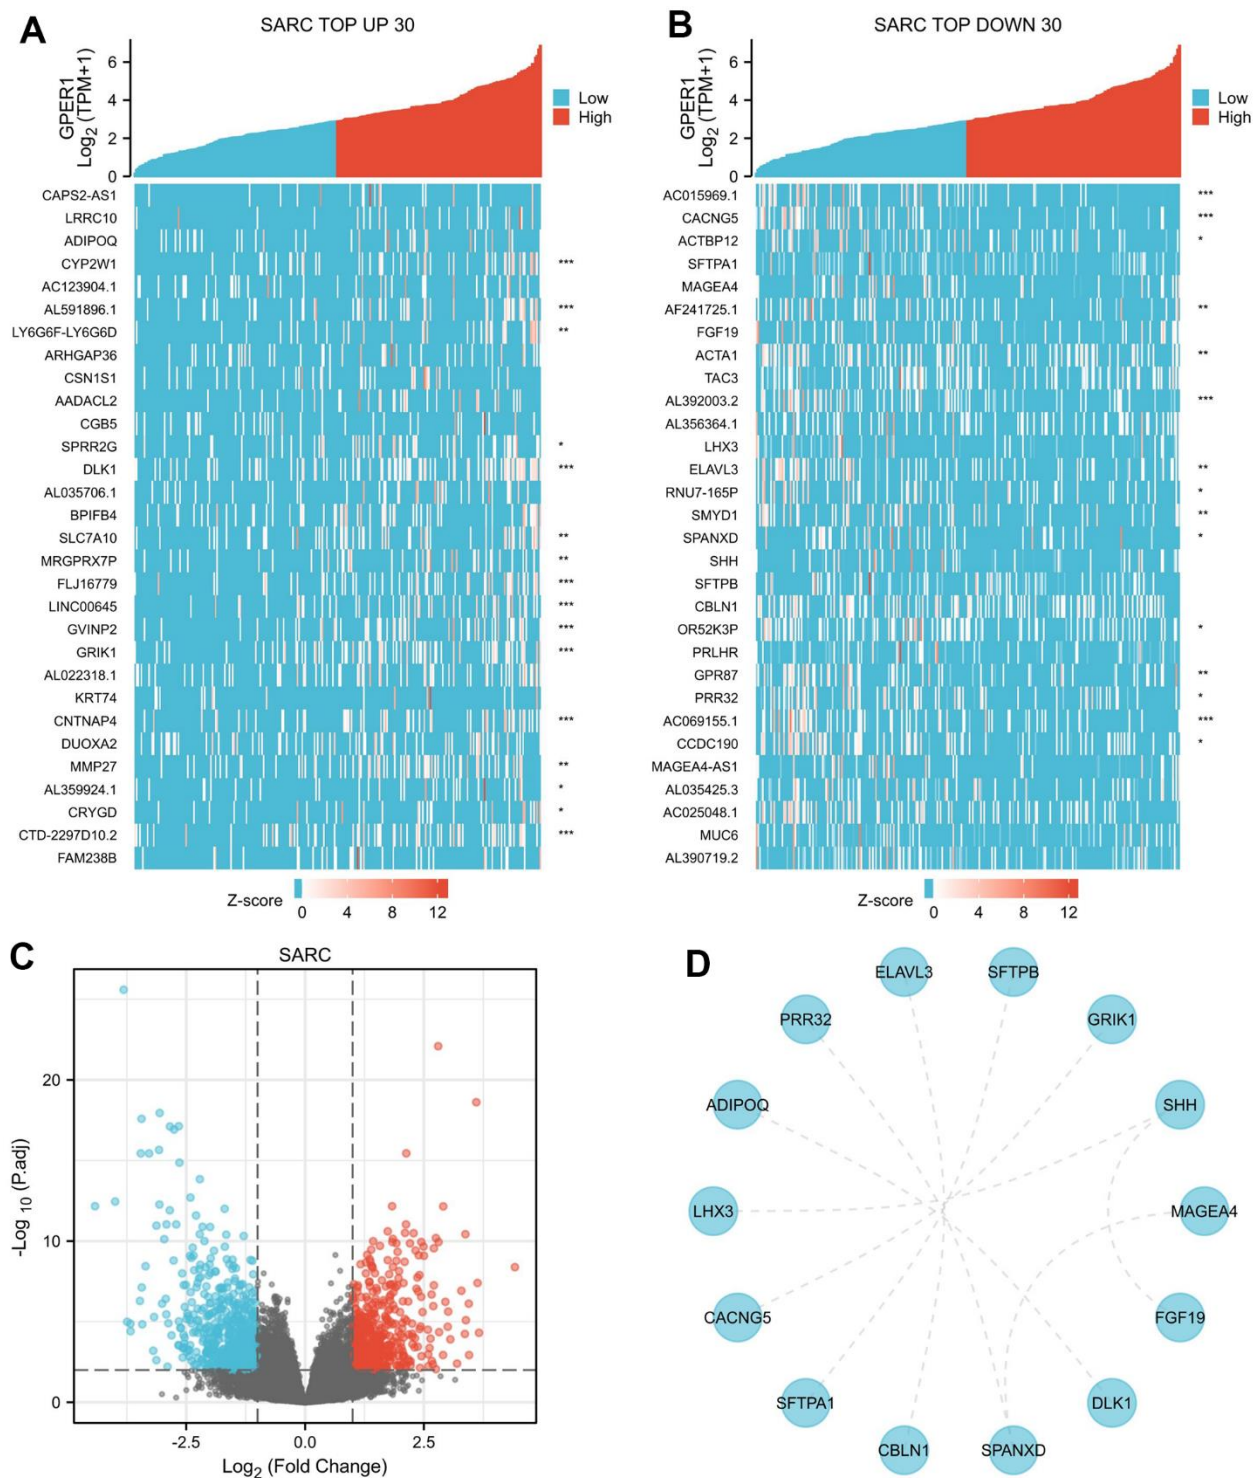 A
SARC TOP UP 30
GPER1
Log2 (TPM+1)
6
4
2
0
Low
High
CAPS2-AS1
LRRC10
ADIPOQ
CYP2W1 ***
AC123904.1
AL591896.1 ***
LY6G6F-LY6G6D **
ARHGAP36
CSN1S1
AADACL2
CGB5
SPRR2G *
DLK1 ***
AL035706.1
BPIFB4
SLC7A10 **
MRGPRX7P **
FLJ16779 ***
LINC00645 ***
GVINP2 ***
GRIK1 ***
AL022318.1
KRT74
CNTNAP4 ***
DUOXA2
MMP27 **
AL359924.1 *
CRYGD *
CTD-2297D10.2 ***
FAM238B
Z-score
0 4 8 12
B
SARC TOP DOWN 30
GPER1
Log2 (TPM+1)
6
4
2
0
Low
High
AC015969.1 ***
CACNG5 ***
ACTBP12 *
SFTPA1
MAGEA4
AF241725.1 **
FGF19
ACTA1 **
TAC3
AL392003.2 ***
AL356364.1
LHX3
ELAVL3 **
RNU7-165P *
SMYD1 **
SPANXD *
SHH
SFTPB
CBLN1
OR52K3P *
PRLHR
GPR87 **
PRR32 *
AC069155.1 ***
CCDC190 *
MAGEA4-AS1
AL035425.3
AC025048.1
MUC6
AL390719.2
Z-score
0 4 8 12
C
SARC
-Log 10 (P.adj)
20
10
0
-2.5 0.0 2.5
Log2 (Fold Change)
D
ELAVL3 SFTPB
PRR32 GRIK1
ADIPOQ SHH
LHX3 MAGEA4
CACNG5 FGF19
SFTPA1 DLK1
CBLN1 SPANXD